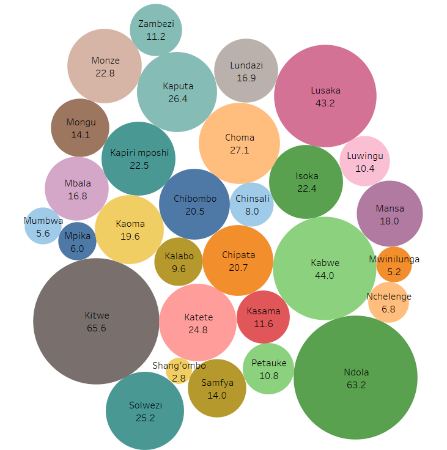 Zambezi
11.2
Monze
22.8
Lundazi
16.9
Kaputa
26.4
Lusaka
43.2
Mongu
14.1
Choma
27.1
Kapiri mposhi
22.5
Luwingu
10.4
Isoka
22.4
Mbala
16.8
Chibombo
20.5
Chinsali
8.0
Mansa
18.0
Mumbwa
5.6
Kaoma
19.6
Mpika
6.0
Kalabo
9.6
Chipata
20.7
Kabwe
44.0
Mwinilunga
5.2
Nchelenge
6.8
Kitwe
65.6
Katete
24.8
Kasama
11.6
Shang'ombo
2.8
Petauke
10.8
Ndola
63.2
Samfya
14.0
Solwezi
25.2